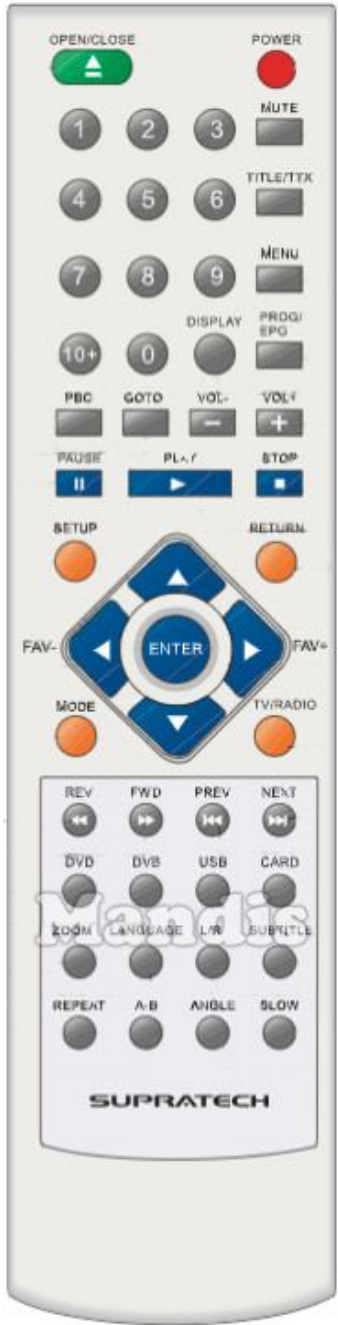 OPEN/CLOSE POWER
MUTE
1 2 3
TITLE/TTX
4 5 6
MENU
7 8 9
DISPLAY PROG/
EPG
10+ 0
PBC GOTO VOL- VOL+
PAUSE PLAY STOP
SETUP RETURN
FAV- ENTER FAV+
MODE TV/RADIO
REV FWD PREV NEXT
DVD DVB USB CARD
Mandis
ZOOM LANGUAGE L/R SUBTITLE
REPEAT A-B ANGLE SLOW
SUPRATECH